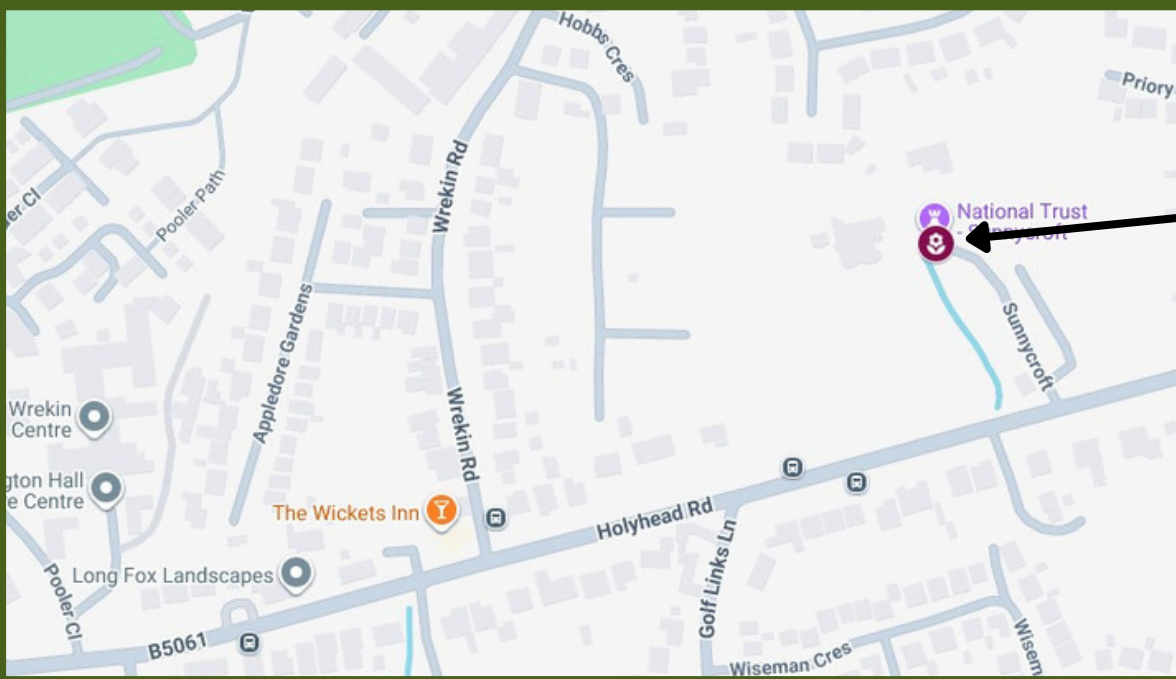 Hobbs Cres
Priory
Wrekin Rd
er Cl
Pooler Path
National Trust
- Sunnycroft
Appledore Gardens
Sunnycroft
Wrekin
Centre
Wrekin Rd
gton Hall
e Centre
The Wickets Inn
Holyhead Rd
Golf Links Ln
Long Fox Landscapes
Pooler Cl
B5061
Wiseman Cres
Wisem